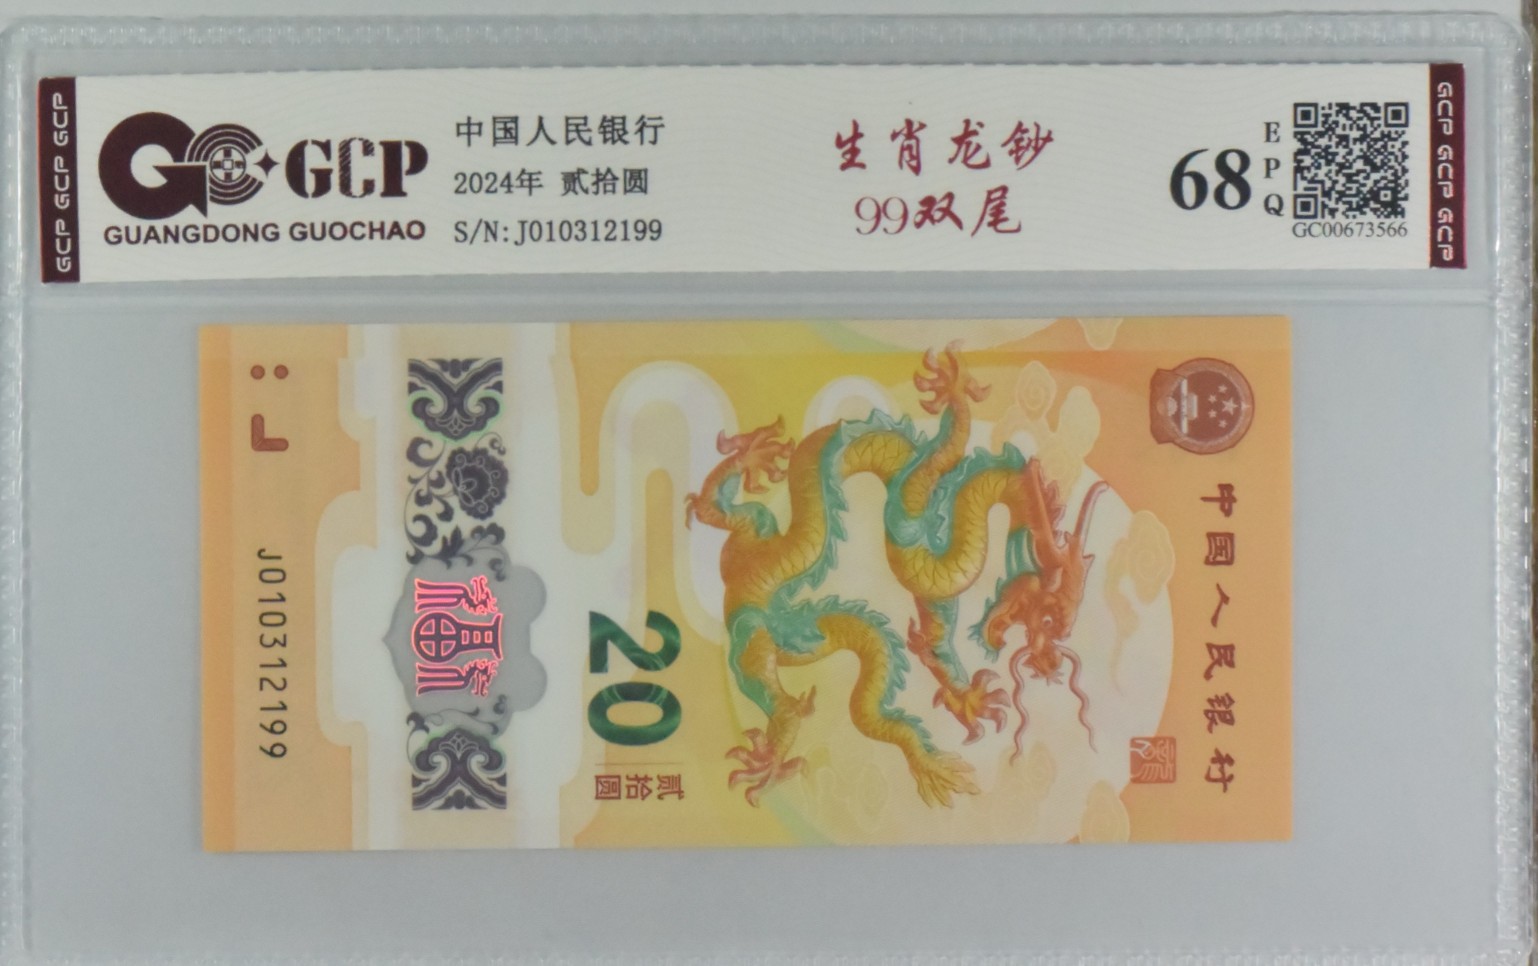 GCP GCP GCP
GCP
GUANGDONG GUOCHAO
中国人民银行
2024年 贰拾圆
S/N:J010312199
生肖龙钞
99双尾
68
EPQ
GC00673566
GCP GCP GCP
中国人民银行
20
贰拾圆
J010312199